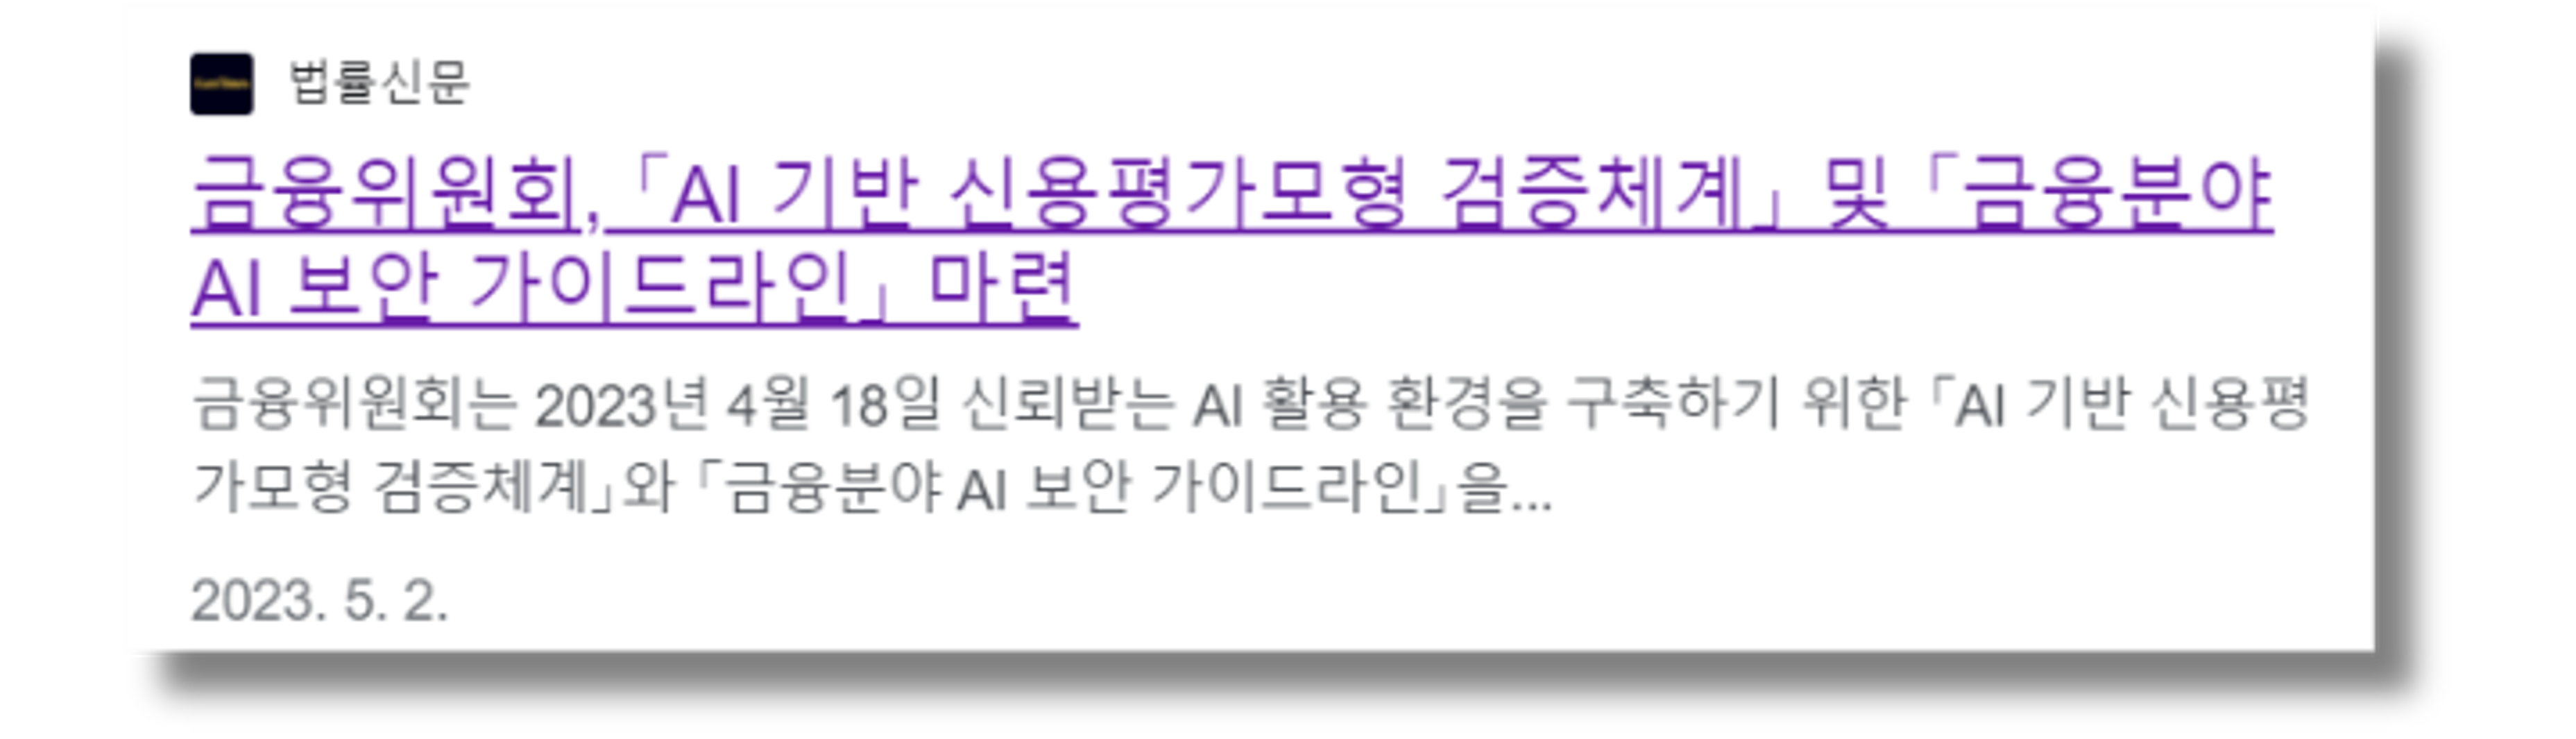 법률신문
금융위원회,「AI 기반 신용평가모형 검증체계」 및「금융분야
AI 보안 가이드라인」 마련
금융위원회는 2023년 4월 18일 신뢰받는 AI 활용 환경을 구축하기 위한「AI 기반 신용평
가모형 검증체계」와「금융분야 AI 보안 가이드라인」을...
2023. 5. 2.